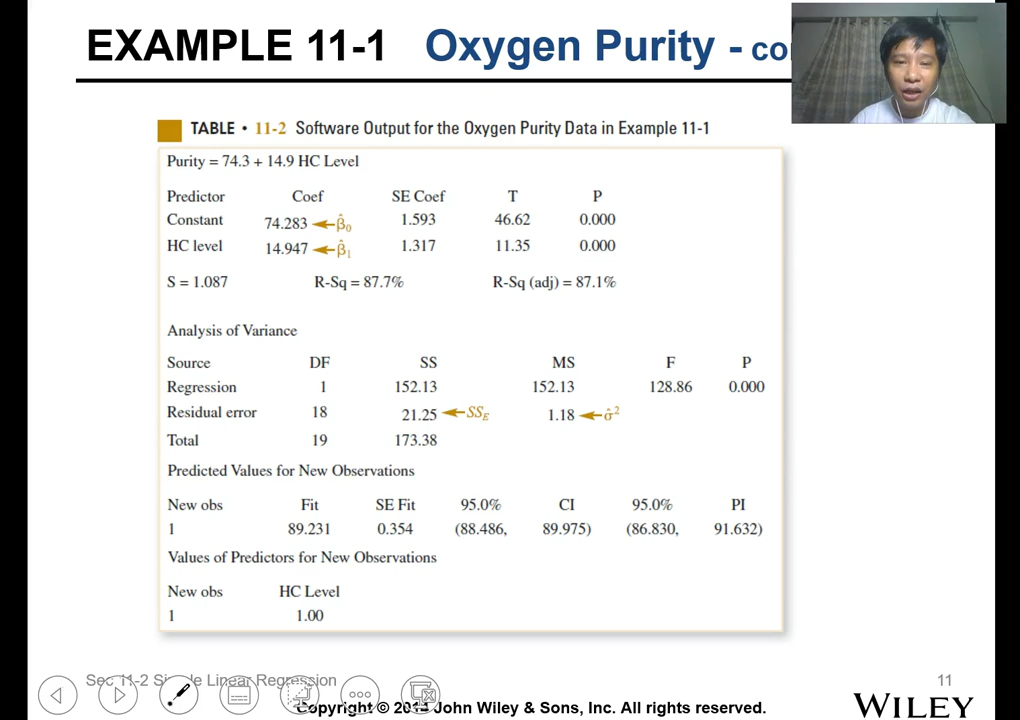 EXAMPLE 11-1 Oxygen Purity - co
TABLE • 11-2 Software Output for the Oxygen Purity Data in Example 11-1
Purity = 74.3 + 14.9 HC Level
Predictor Coef SE Coef T P
Constant 74.283 ← β̂0 1.593 46.62 0.000
HC level 14.947 ← β̂1 1.317 11.35 0.000
S = 1.087 R-Sq = 87.7% R-Sq (adj) = 87.1%
Analysis of Variance
Source DF SS MS F P
Regression 1 152.13 152.13 128.86 0.000
Residual error 18 21.25 ← SSE 1.18 ← σ̂2
Total 19 173.38
Predicted Values for New Observations
New obs Fit SE Fit 95.0% CI 95.0% PI
1 89.231 0.354 (88.486, 89.975) (86.830, 91.632)
Values of Predictors for New Observations
New obs HC Level
1 1.00
Sec 11-2 Simple Linear Regression 11
Copyright © 2014 John Wiley & Sons, Inc. All rights reserved.
WILEY